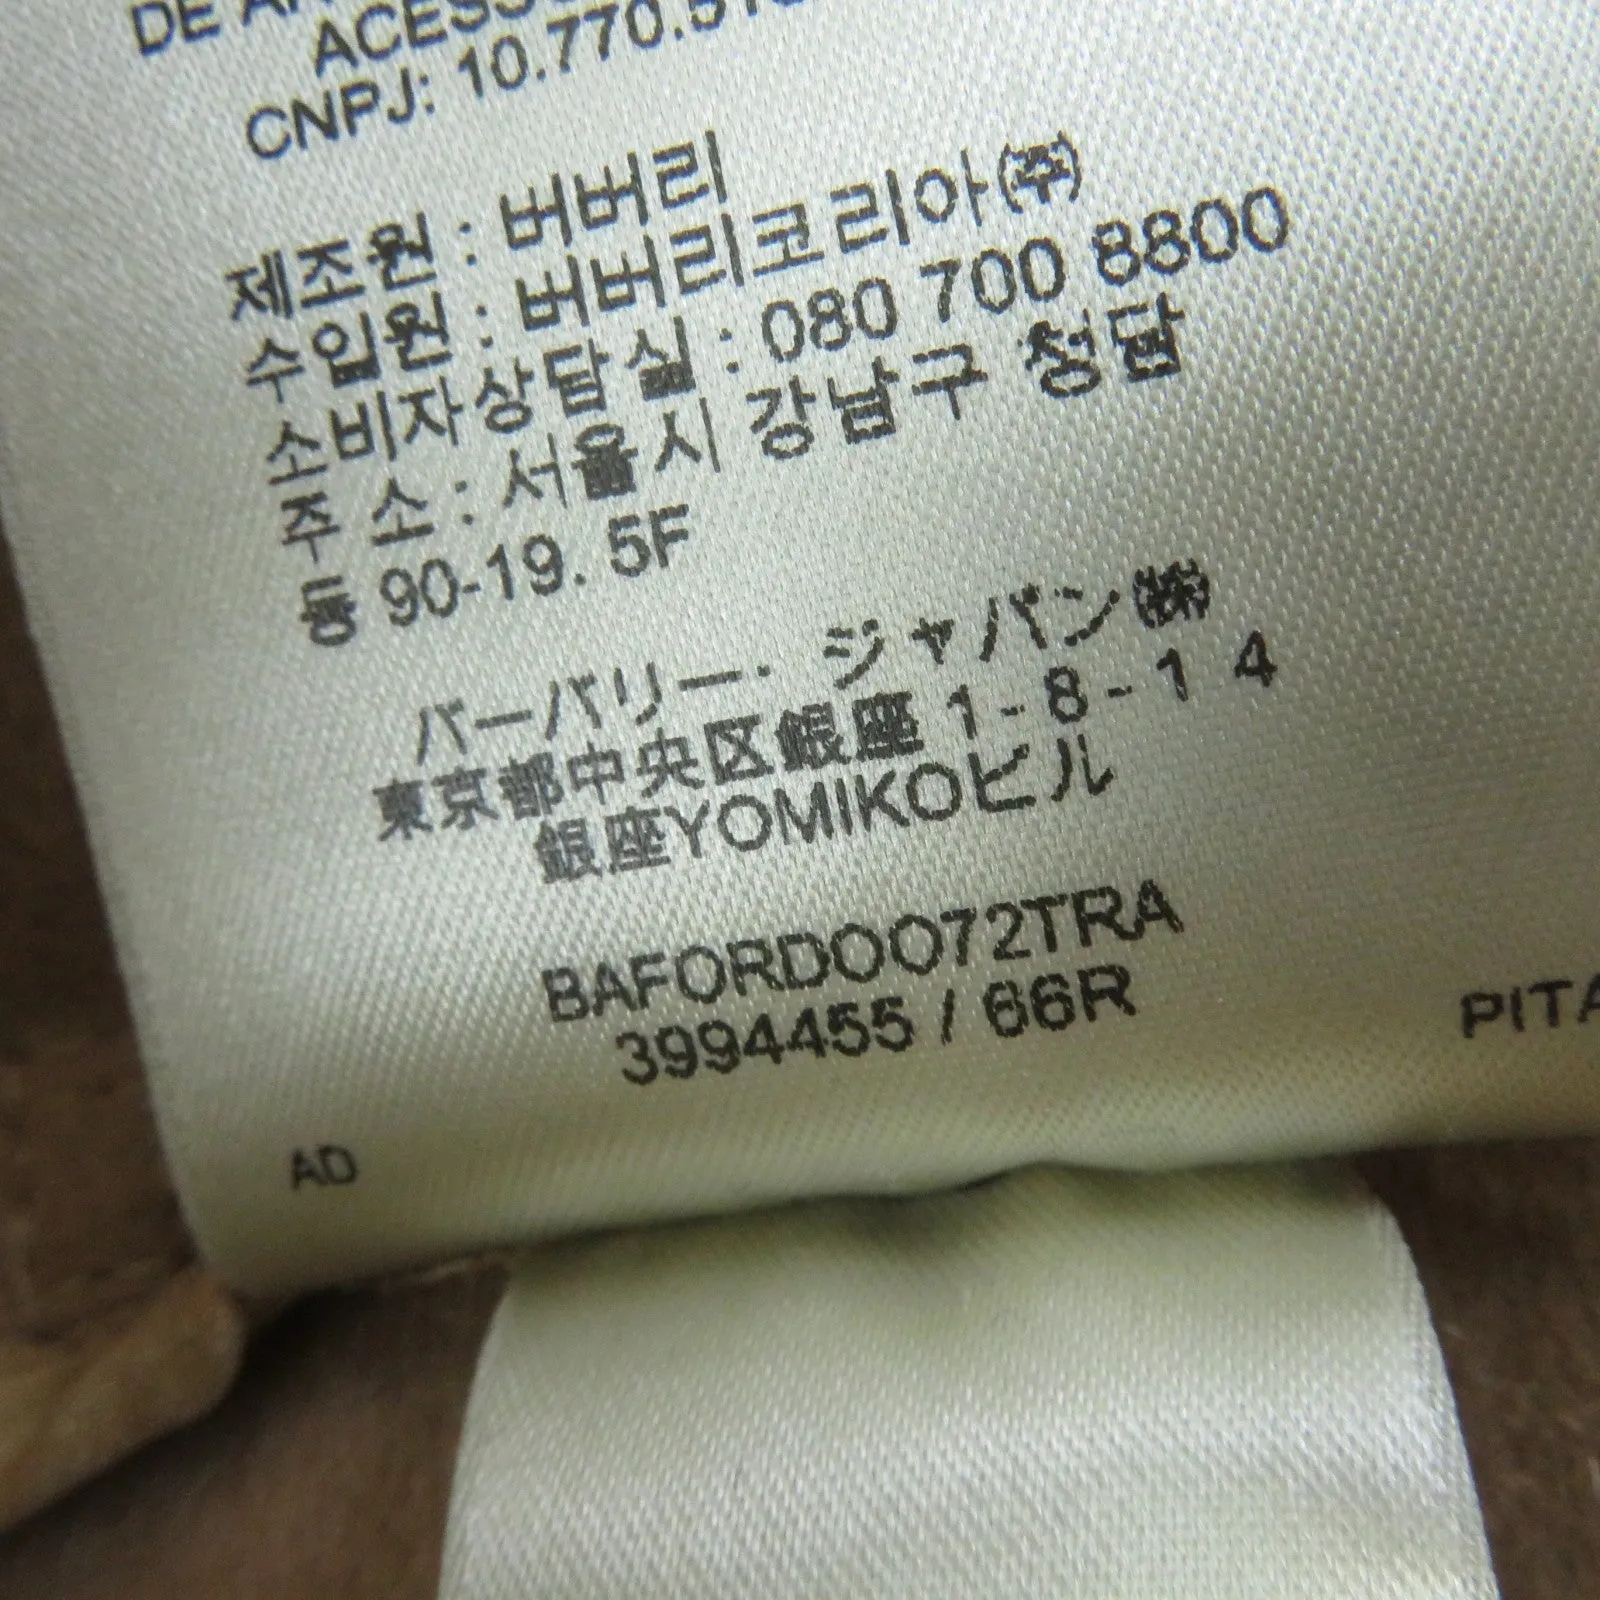 DE
CNPJ: 10.770.
제조원 : 버버리
수입원 : 버버리코리아(주)
소비자상담실 : 080 700 8800
주 소 : 서울시 강남구 청담
동 90-19. 5F
バーバリー・ジャパン㈱
東京都中央区銀座1-8-14
銀座YOMIKOビル
BAFORDOO72TRA
3994455 / 66R
AD